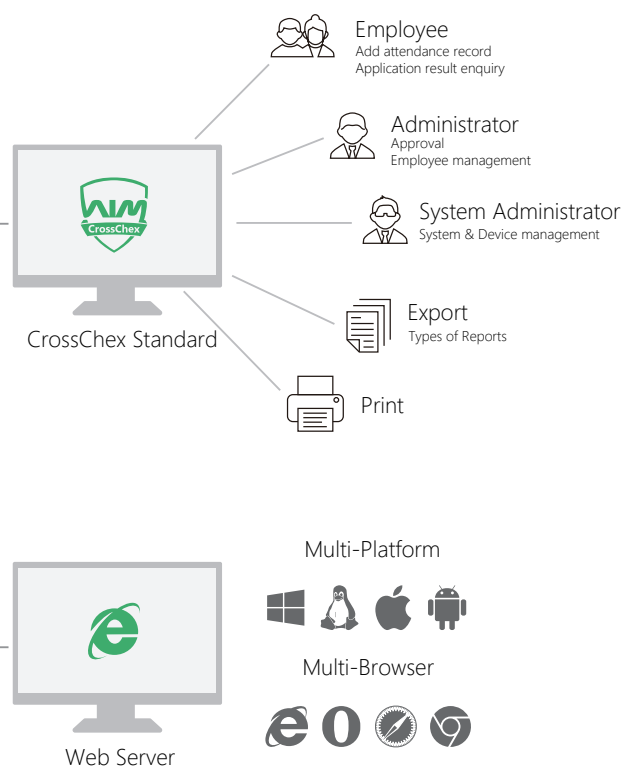 Employee
Add attendance record
Application result enquiry
Administrator
Approval
Employee management
CrossChex
System Administrator
System & Device management
CrossChex Standard
Export
Types of Reports
Print
Multi-Platform
Multi-Browser
Web Server